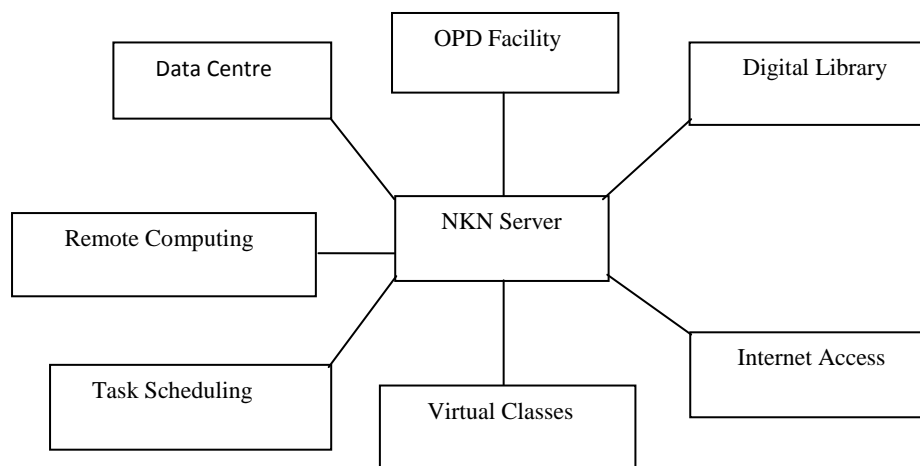 OPD Facility
Data Centre
Digital Library
NKN Server
Remote Computing
Internet Access
Task Scheduling
Virtual Classes